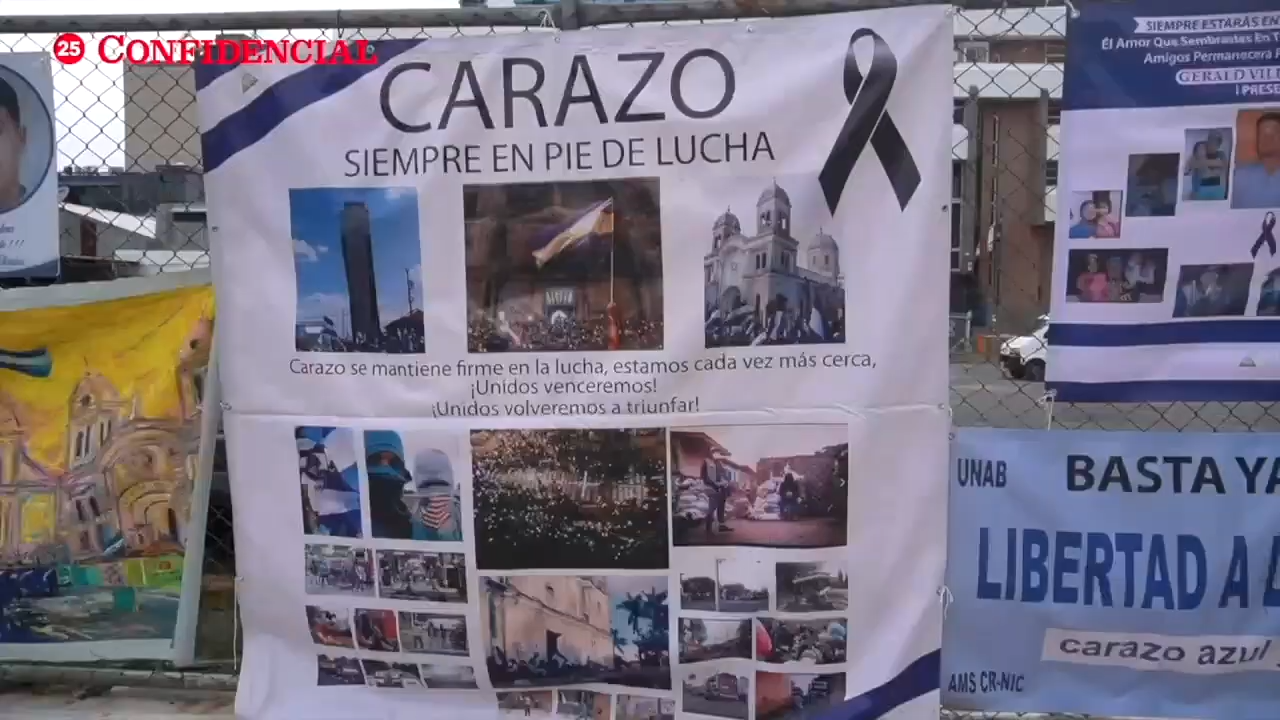 25 CONFIDENCIAL
CARAZO
SIEMPRE EN PIE DE LUCHA
Carazo se mantiene firme en la lucha, estamos cada vez más cerca,
¡Unidos venceremos!
¡Unidos volveremos a triunfar!
SIEMPRE ESTARÁS EN
Él Amor Que Sembrastes En
Amigos Permanecera
GERALD
UNAB
BASTA YA
LIBERTAD A
carazo azul
AMS CR-NIC